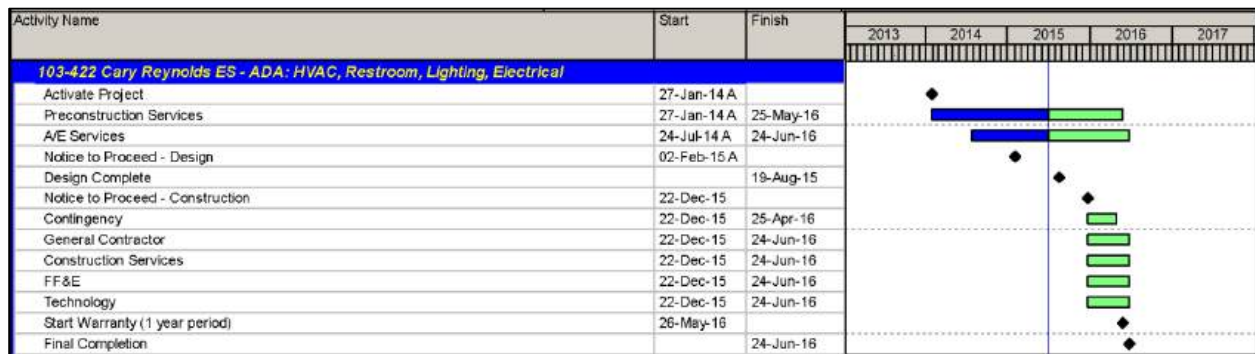 Activity Name Start Finish
2013 2014 2015 2016 2017
103-422 Cary Reynolds ES - ADA: HVAC, Restroom, Lighting, Electrical
Activate Project 27-Jan-14 A
Preconstruction Services 27-Jan-14 A 25-May-16
A/E Services 24-Jul-14 A 24-Jun-16
Notice to Proceed - Design 02-Feb-15 A
Design Complete 19-Aug-15
Notice to Proceed - Construction 22-Dec-15
Contingency 22-Dec-15 25-Apr-16
General Contractor 22-Dec-15 24-Jun-16
Construction Services 22-Dec-15 24-Jun-16
FF&E 22-Dec-15 24-Jun-16
Technology 22-Dec-15 24-Jun-16
Start Warranty (1 year period) 26-May-16
Final Completion 24-Jun-16